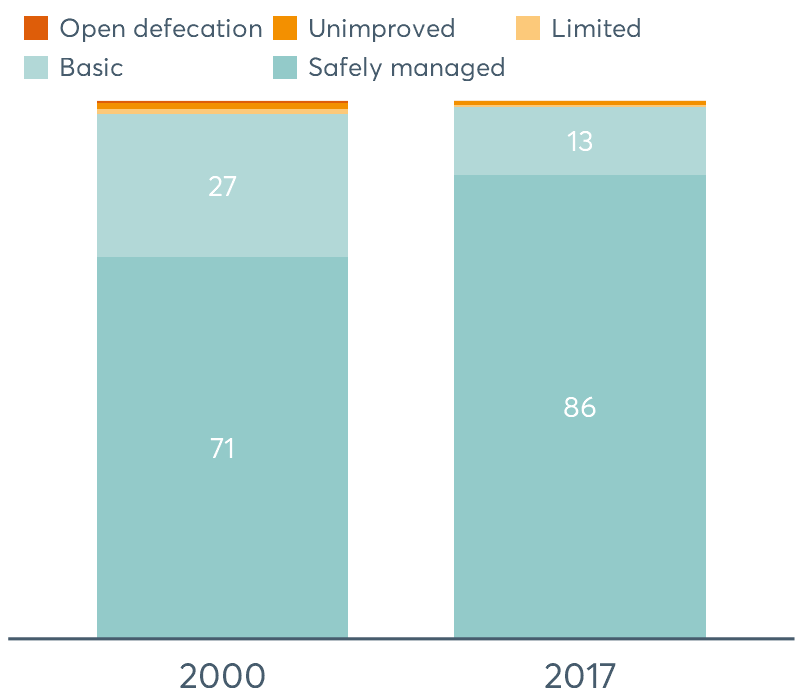 Open defecation Unimproved Limited
Basic Safely managed
27 13
71 86
2000 2017